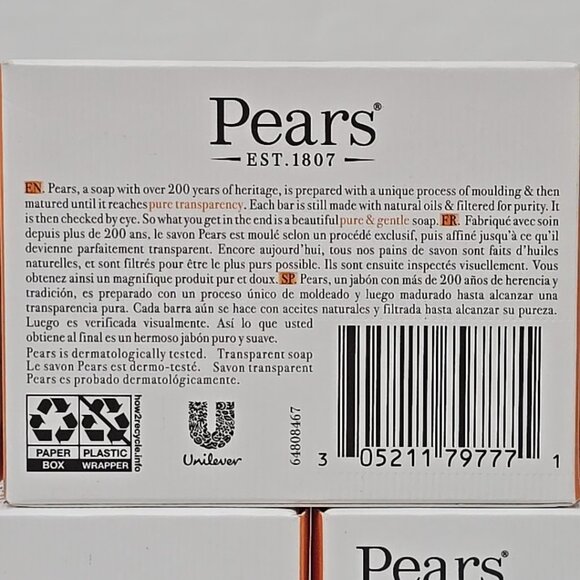 Pears®
EST.1807
EN. Pears, a soap with over 200 years of heritage, is prepared with a unique process of moulding & then
matured until it reaches pure transparency. Each bar is still made with natural oils & filtered for purity. It
is then checked by eye. So what you get in the end is a beautiful pure & gentle soap. FR. Fabriqué avec soin
depuis plus de 200 ans, le savon Pears est moulé selon un procédé exclusif, puis affiné jusqu'à ce qu'il
devienne parfaitement transparent. Encore aujourd'hui, tous nos pains de savon sont faits d'huiles
naturelles, et sont filtrés pour être le plus purs possible. Ils sont ensuite inspectés visuellement. Vous
obtenez ainsi un magnifique produit pur et doux. SP. Pears, un jabón con más de 200 años de herencia y
tradición, es preparado con un proceso único de moldeado y luego madurado hasta alcanzar una
transparencia pura. Cada barra aún se hace con aceites naturales y filtrada hasta alcanzar su pureza.
Luego es verificada visualmente. Así lo que usted
obtiene al final es un hermoso jabón puro y suave.
Pears is dermatologically tested. Transparent soap
Le savon Pears est dermo-testé. Savon transparent
Pears es probado dermatológicamente.
PAPER
BOX
PLASTIC
WRAPPER
how2recycle.info
Unilever
64808467
3 05211 79777 1
Pears®